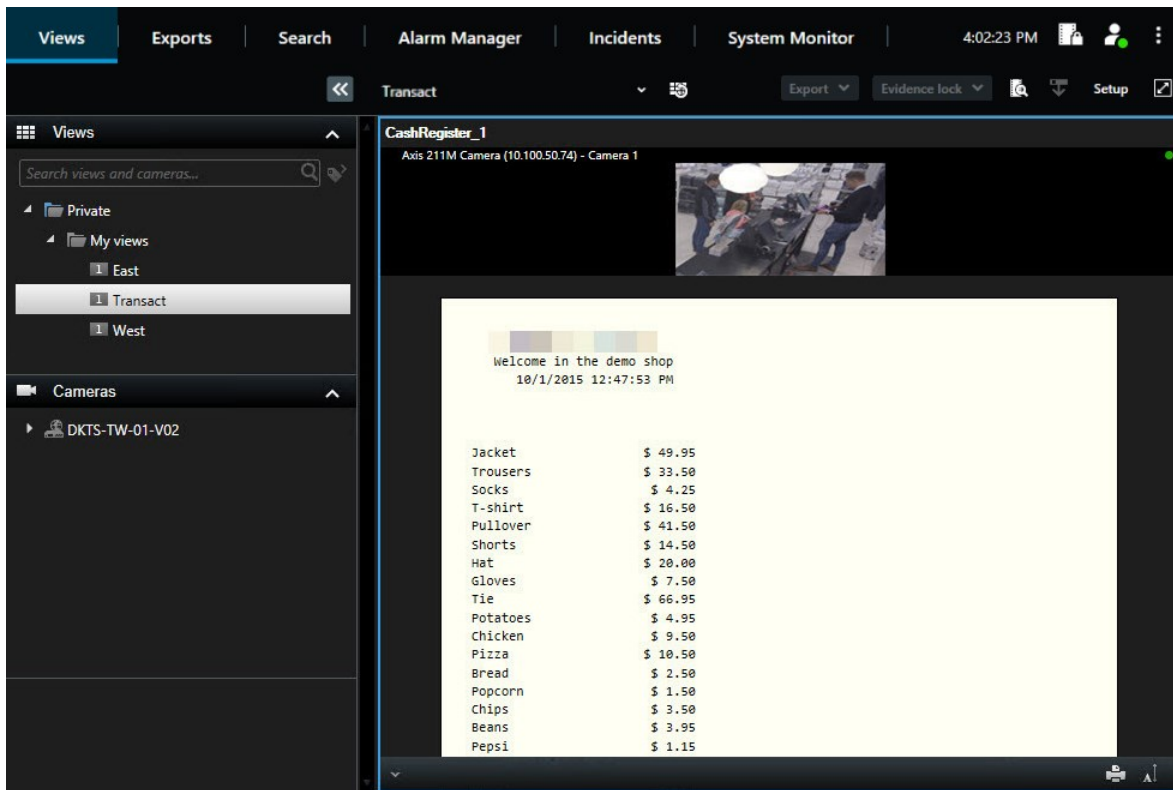 Views Exports Search Alarm Manager Incidents System Monitor 4:02:23 PM
Transact Export Evidence lock Setup
Views
Search views and cameras...
Private
My views
1 East
1 Transact
1 West
Cameras
DKTS-TW-01-V02
CashRegister_1
Axis 211M Camera (10.100.50.74) - Camera 1
Welcome in the demo shop
10/1/2015 12:47:53 PM
Jacket $ 49.95
Trousers $ 33.50
Socks $ 4.25
T-shirt $ 16.50
Pullover $ 41.50
Shorts $ 14.50
Hat $ 20.00
Gloves $ 7.50
Tie $ 66.95
Potatoes $ 4.95
Chicken $ 9.50
Pizza $ 10.50
Bread $ 2.50
Popcorn $ 1.50
Chips $ 3.50
Beans $ 3.95
Pepsi $ 1.15
A